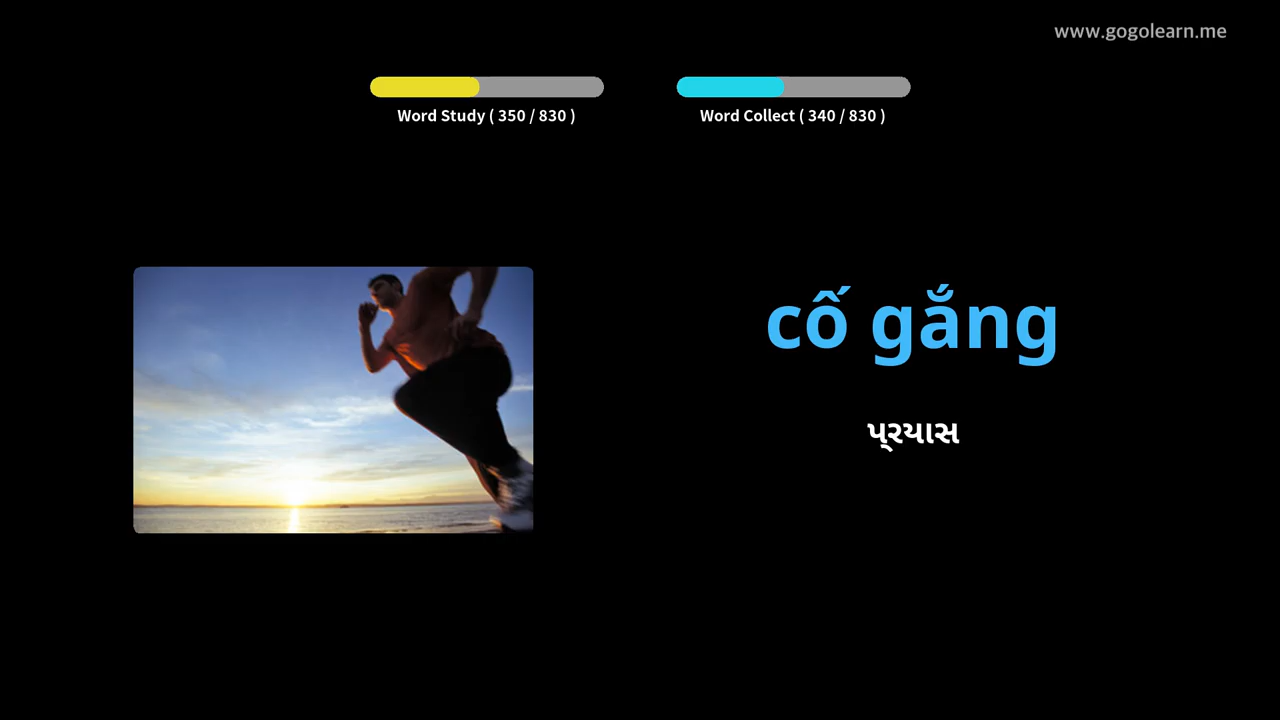 www.gogolearn.me
Word Study ( 350 / 830 )
Word Collect ( 340 / 830 )
cố gắng
પ્રયાસ